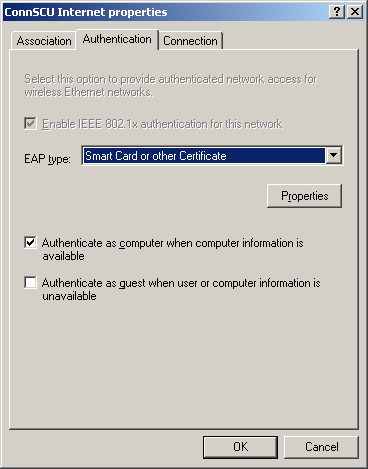 ConnSCU Internet properties
Association
Authentication
Connection
Select this option to provide authenticated network access for
wireless Ethernet networks.
Enable IEEE 802.1x authentication for this network
EAP type:
Smart Card or other Certificate
Properties
Authenticate as computer when computer information is
available
Authenticate as guest when user or computer information is
unavailable
OK
Cancel